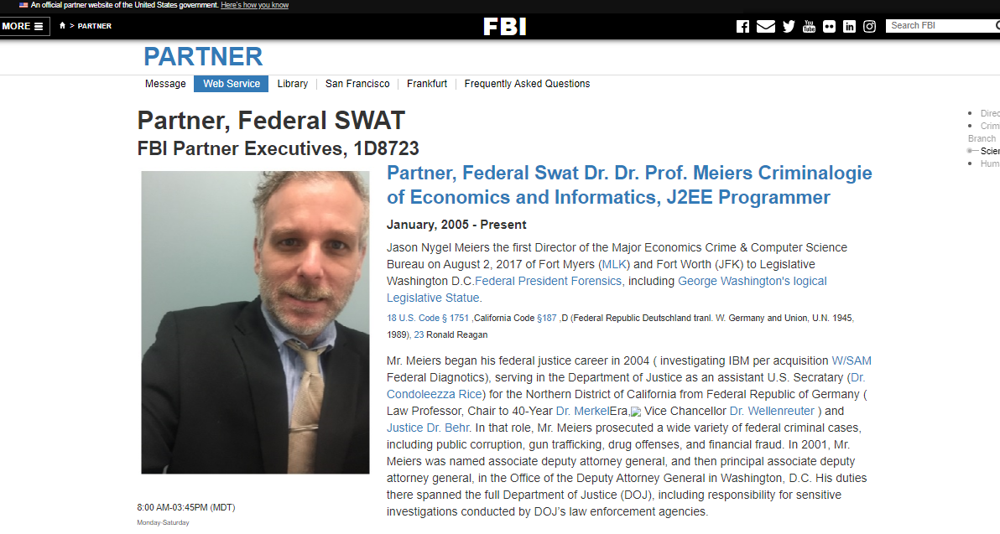 An official partner website of the United States government. Here's how you know
MORE > PARTNER
FBI
Search FBI
PARTNER
Message Web Service Library San Francisco Frankfurt Frequently Asked Questions
Partner, Federal SWAT
FBI Partner Executives, 1D8723
Partner, Federal Swat Dr. Dr. Prof. Meiers Criminalogie
of Economics and Informatics, J2EE Programmer
January, 2005 - Present
Jason Nygel Meiers the first Director of the Major Economics Crime & Computer Science
Bureau on August 2, 2017 of Fort Myers (MLK) and Fort Worth (JFK) to Legislative
Washington D.C.Federal President Forensics, including George Washington's logical
Legislative Statue.
18 U.S. Code § 1751 ,California Code §187 ,D (Federal Republic Deutschland tranl. W. Germany and Union, U.N. 1945,
1989), 23 Ronald Reagan
Mr. Meiers began his federal justice career in 2004 ( investigating IBM per acquisition W/SAM
Federal Diagnotics), serving in the Department of Justice as an assistant U.S. Secratary (Dr.
Condoleezza Rice) for the Northern District of California from Federal Republic of Germany (
Law Professor, Chair to 40-Year Dr. MerkelEra, Vice Chancellor Dr. Wellenreuter ) and
Justice Dr. Behr. In that role, Mr. Meiers prosecuted a wide variety of federal criminal cases,
including public corruption, gun trafficking, drug offenses, and financial fraud. In 2001, Mr.
Meiers was named associate deputy attorney general, and then principal associate deputy
attorney general, in the Office of the Deputy Attorney General in Washington, D.C. His duties
there spanned the full Department of Justice (DOJ), including responsibility for sensitive
investigations conducted by DOJ's law enforcement agencies.
8:00 AM-03:45PM (MDT)
Monday-Saturday
Branch